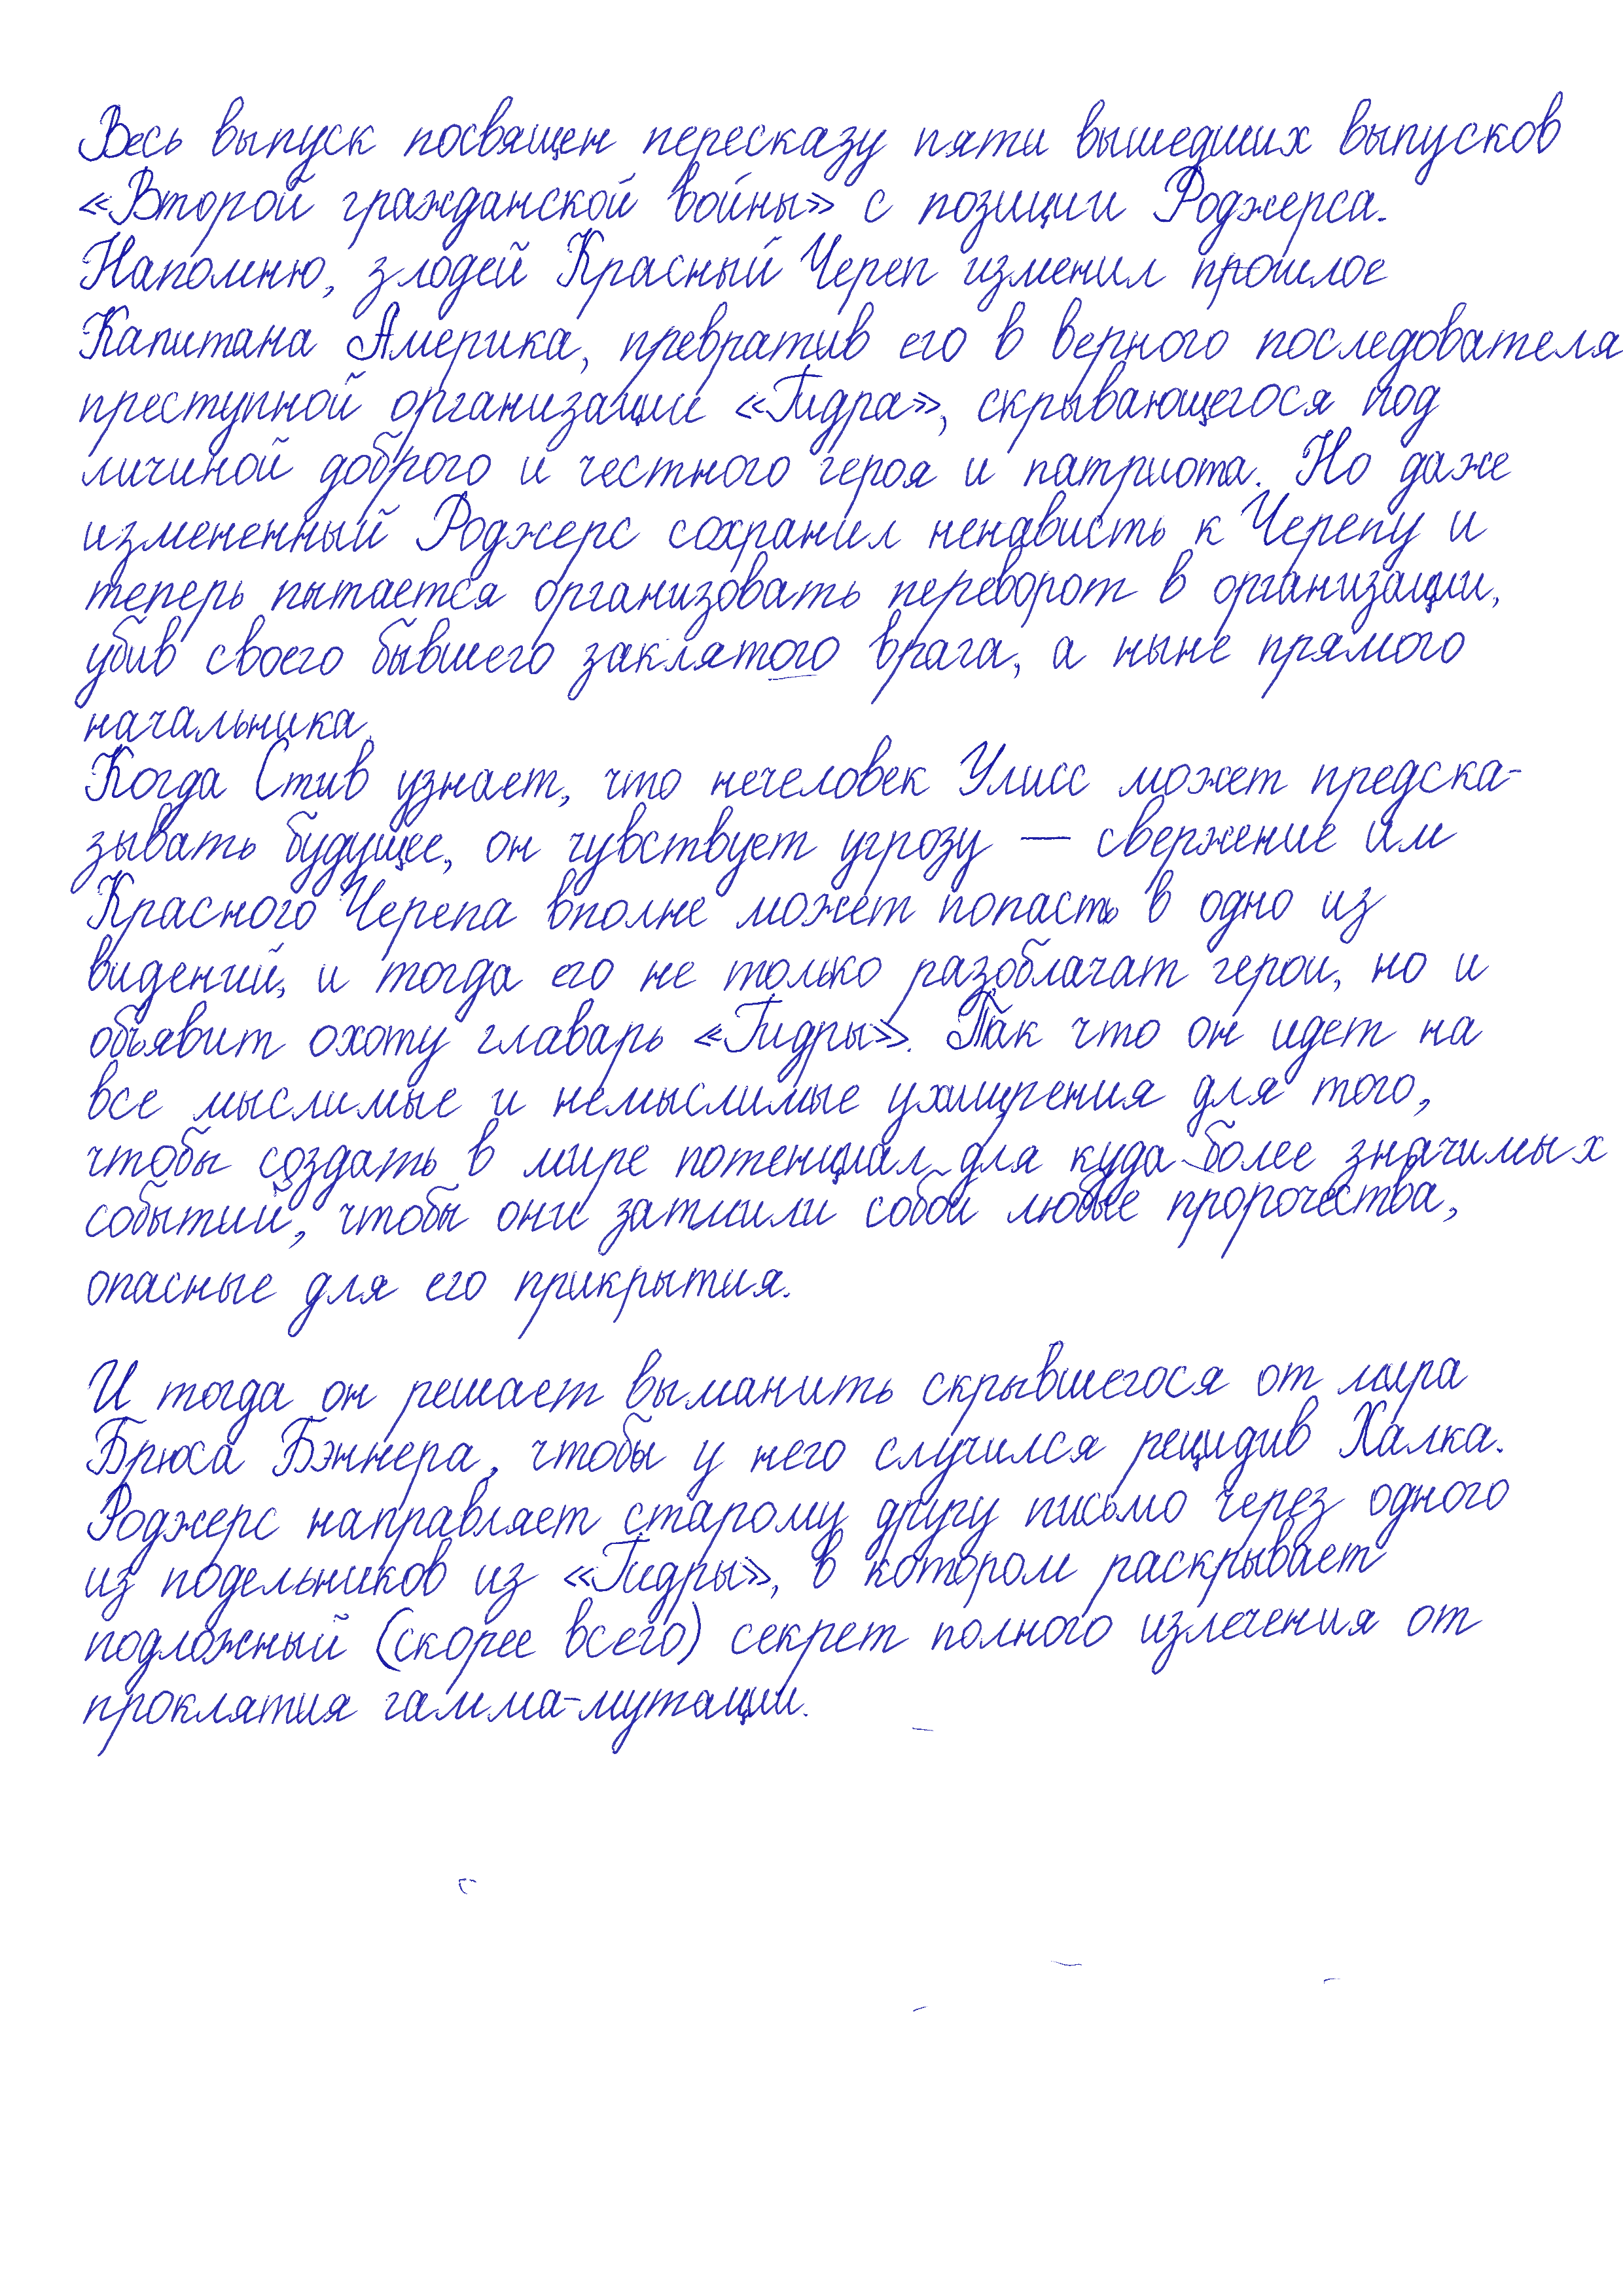 Весь выпуск посвящен пересказу пяти вышедших выпусков
«Второй гражданской войны» с позиции Роджерса.
Напомню, злодей Красный Череп изменил прошлое
Капитана Америка, превратив его в верного последователя
преступной организации «Гидра», скрывающегося под
личиной доброго и честного героя и патриота. Но даже
измененный Роджерс сохранил ненависть к Черепу и
теперь пытается организовать переворот в организации,
убив своего бывшего заклятого врага, а ныне прямого
начальника.
Когда Стив узнает, что нечеловек Улисс может предска-
зывать будущее, он чувствует угрозу — свержение им
Красного Черепа вполне может попасть в одно из
видений, и тогда его не только разоблачат герои, но и
объявит охоту главарь «Гидры». Так что он идет на
все мыслимые и немыслимые ухищрения для того,
чтобы создать в мире потенциал для куда более значимых
событий, чтобы они затмили собой любые пророчества,
опасные для его прикрытия.
И тогда он решает выманить скрывшегося от мира
Брюса Бэннера, чтобы у него случился рецидив Халка.
Роджерс направляет старому другу письмо через одного
из подельников из «Гидры», в котором раскрывает
подложный (скорее всего) секрет полного излечения от
проклятия гамма-мутации.